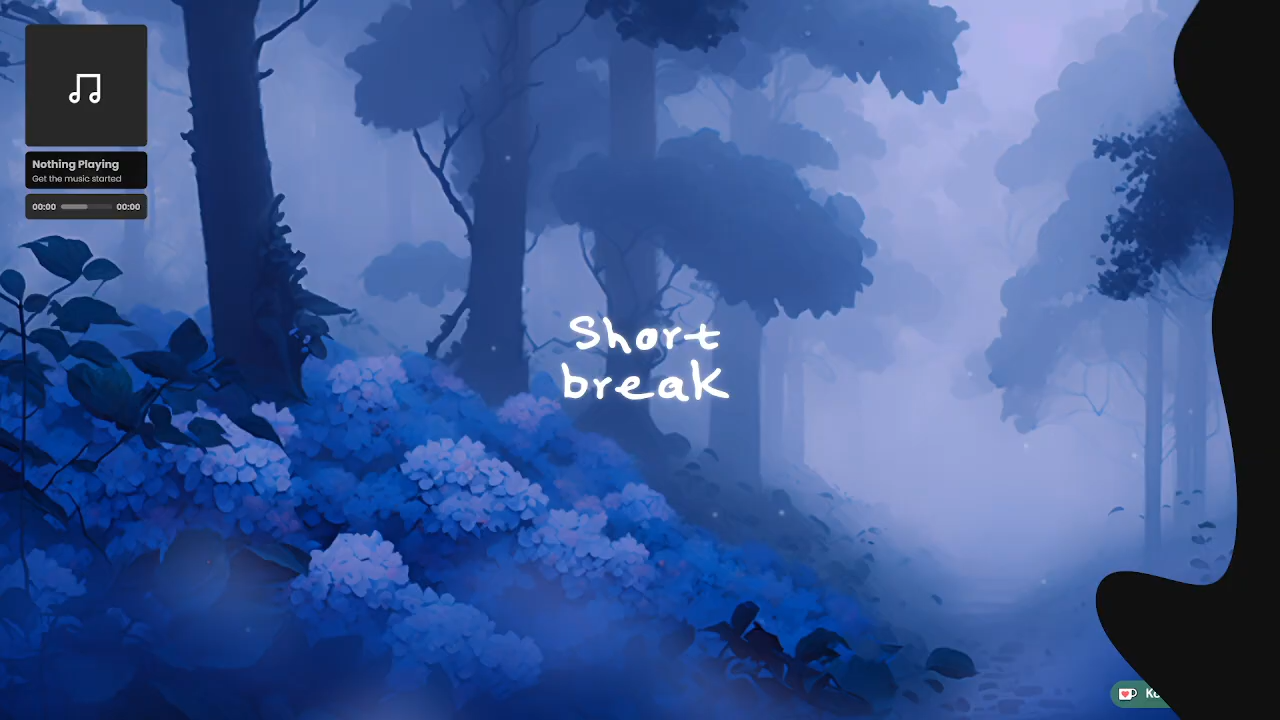 Nothing Playing
Get the music started
00:00 00:00
Short
break